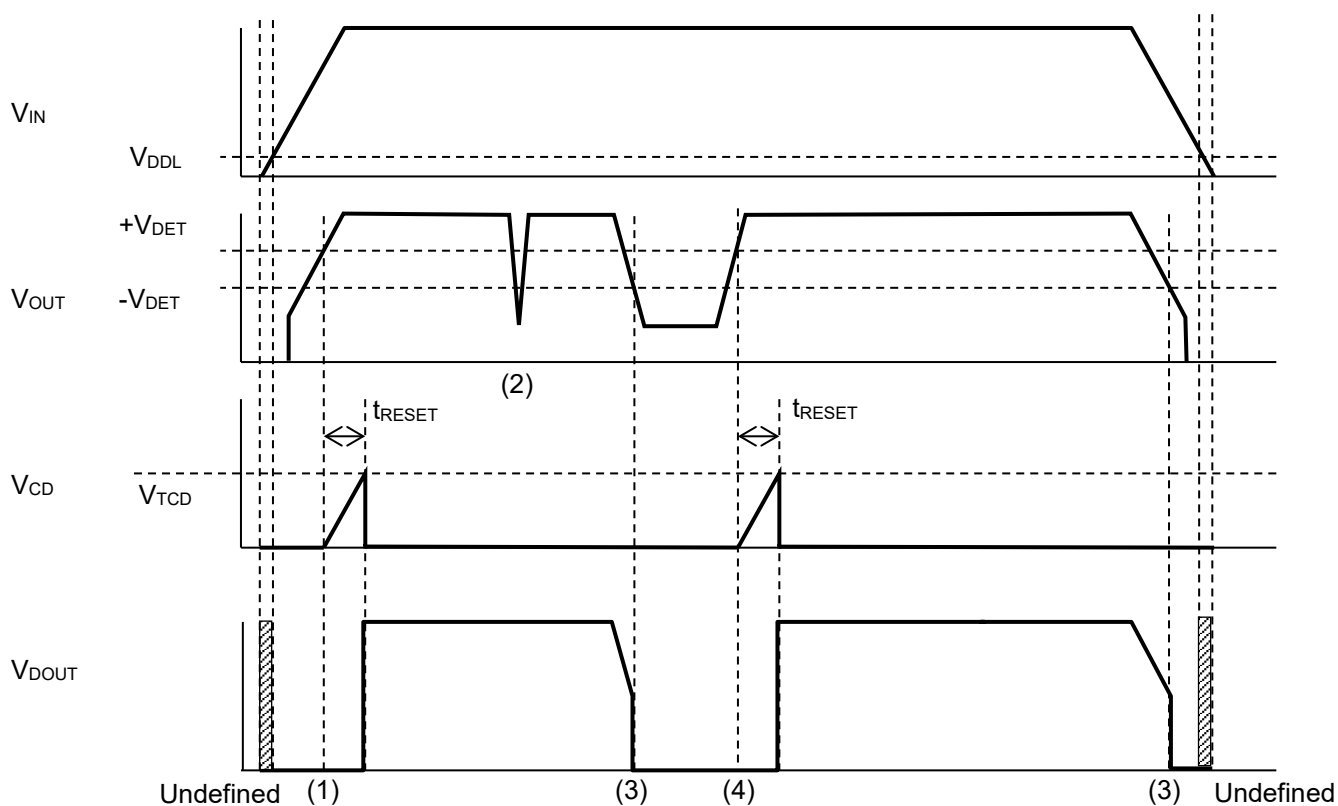 VIN
VDDL
+VDET
VOUT
-VDET
(2)
tRESET
tRESET
VCD
VTCD
VDOUT
Undefined
(1)
(3)
(4)
(3)
Undefined